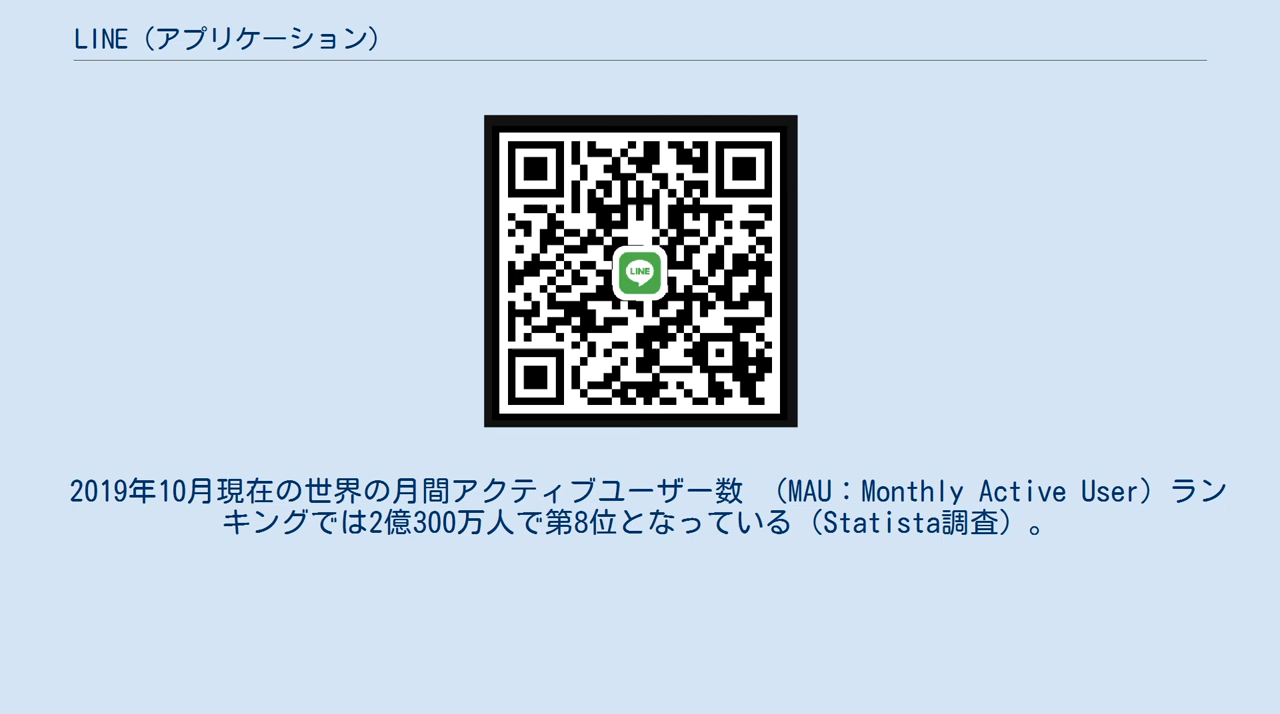 LINE（アプリケーション）
LINE
2019年10月現在の世界の月間アクティブユーザー数　（MAU：Monthly Active User）ラン
キングでは2億300万人で第8位となっている（Statista調査）。